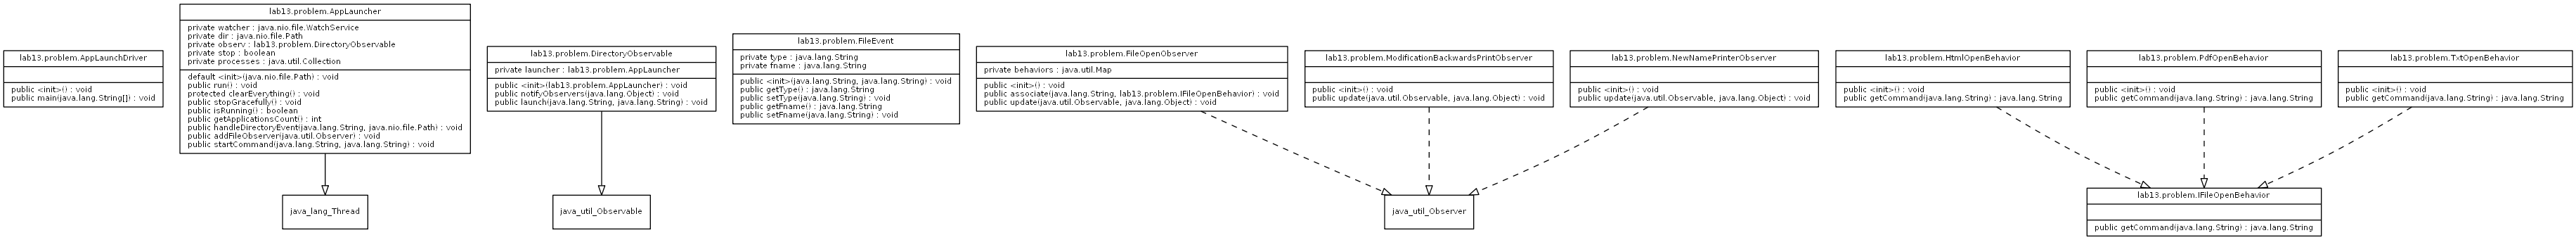 lab13.problem.AppLaunchDriver
public <init>() : void
public main(java.lang.String[]) : void
lab13.problem.AppLauncher
private watcher : java.nio.file.WatchService
private dir : java.nio.file.Path
private observ : lab13.problem.DirectoryObservable
private stop : boolean
private processes : java.util.Collection
default <init>(java.nio.file.Path) : void
public run() : void
protected clearEverything() : void
public stopGracefully() : void
public isRunning() : boolean
public getApplicationsCount() : int
public handleDirectoryEvent(java.lang.String, java.nio.file.Path) : void
public addFileObserver(java.util.Observer) : void
public startCommand(java.lang.String, java.lang.String) : void
java_lang_Thread
lab13.problem.DirectoryObservable
private launcher : lab13.problem.AppLauncher
public <init>(lab13.problem.AppLauncher) : void
public notifyObservers(java.lang.Object) : void
public launch(java.lang.String, java.lang.String) : void
java_util_Observable
lab13.problem.FileEvent
private type : java.lang.String
private fname : java.lang.String
public <init>(java.lang.String, java.lang.String) : void
public getType() : java.lang.String
public setType(java.lang.String) : void
public getFname() : java.lang.String
public setFname(java.lang.String) : void
lab13.problem.FileOpenObserver
private behaviors : java.util.Map
public <init>() : void
public associate(java.lang.String, lab13.problem.IFileOpenBehavior) : void
public update(java.util.Observable, java.lang.Object) : void
lab13.problem.ModificationBackwardsPrintObserver
public <init>() : void
public update(java.util.Observable, java.lang.Object) : void
lab13.problem.NewNamePrinterObserver
public <init>() : void
public update(java.util.Observable, java.lang.Object) : void
java_util_Observer
lab13.problem.HtmlOpenBehavior
public <init>() : void
public getCommand(java.lang.String) : java.lang.String
lab13.problem.PdfOpenBehavior
public <init>() : void
public getCommand(java.lang.String) : java.lang.String
lab13.problem.TxtOpenBehavior
public <init>() : void
public getCommand(java.lang.String) : java.lang.String
lab13.problem.IFileOpenBehavior
public getCommand(java.lang.String) : java.lang.String